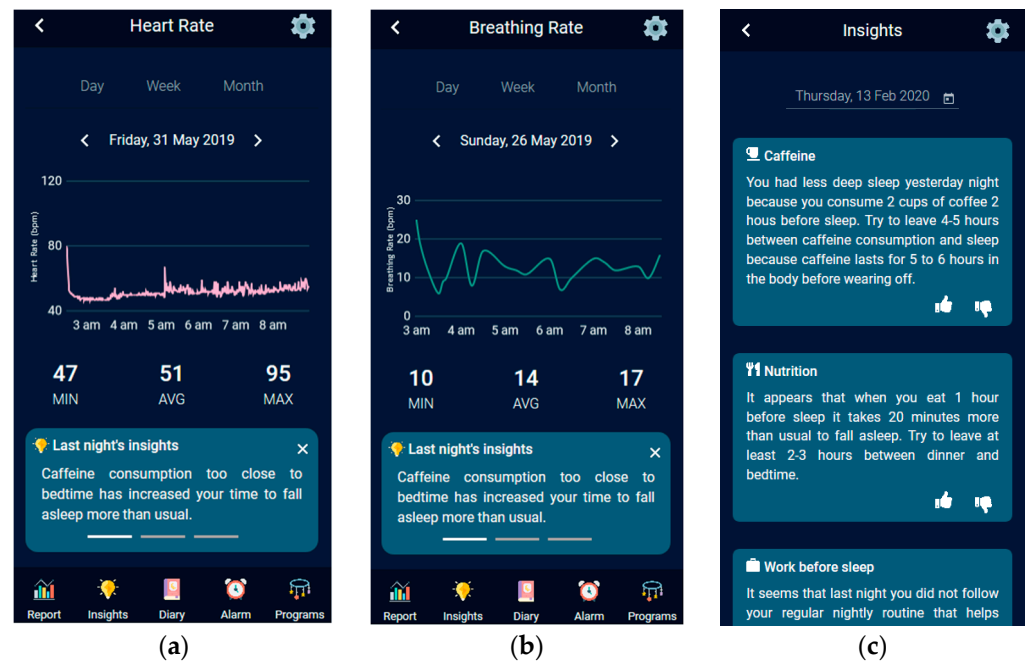 Heart Rate
Day Week Month
Friday, 31 May 2019
120
80
40
Heart Rate (bpm)
3 am 4 am 5 am 6 am 7 am 8 am
47 51 95
MIN AVG MAX
Last night's insights
Caffeine consumption too close to
bedtime has increased your time to fall
asleep more than usual.
Report Insights Diary Alarm Programs
(a)
Breathing Rate
Day Week Month
Sunday, 26 May 2019
30
20
10
0
Breathing Rate (bpm)
3 am 4 am 5 am 6 am 7 am 8 am
10 14 17
MIN AVG MAX
Last night's insights
Caffeine consumption too close to
bedtime has increased your time to fall
asleep more than usual.
Report Insights Diary Alarm Programs
(b)
Insights
Thursday, 13 Feb 2020
Caffeine
You had less deep sleep yesterday night
because you consume 2 cups of coffee 2
hous before sleep. Try to leave 4-5 hours
between caffeine consumption and sleep
because caffeine lasts for 5 to 6 hours in
the body before wearing off.
Nutrition
It appears that when you eat 1 hour
before sleep it takes 20 minutes more
than usual to fall asleep. Try to leave at
least 2-3 hours between dinner and
bedtime.
Work before sleep
It seems that last night you did not follow
your regular nightly routine that helps
(c)